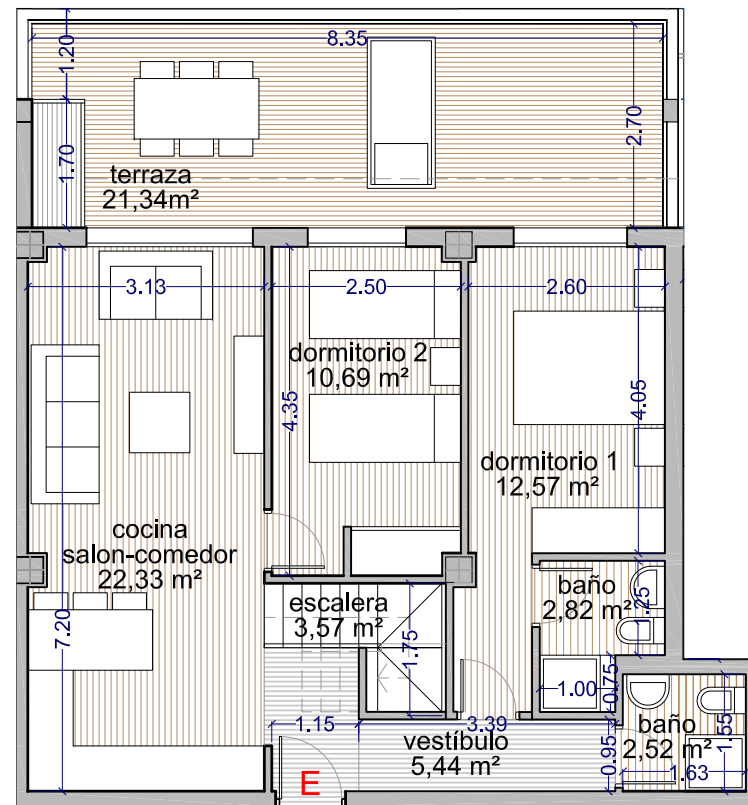 8.35
1.20
2.70
1.70
terraza
21,34m²
3.13
2.50
2.60
dormitorio 2
10,69 m²
4.35
4.05
dormitorio 1
12,57 m²
cocina
salon-comedor
22,33 m²
7.20
escalera
3,57 m²
1.75
baño
2,82 m²
1.25
1.00
0.75
1.15
3.39
vestíbulo
5,44 m²
0.95
baño
2,52 m²
1.55
1.63
E